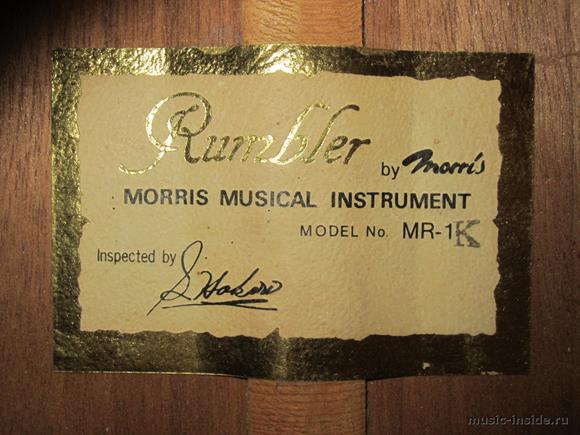 Rumbler by Morris
MORRIS MUSICAL INSTRUMENT
MODEL No. MR-1K
Inspected by
music-inside.ru